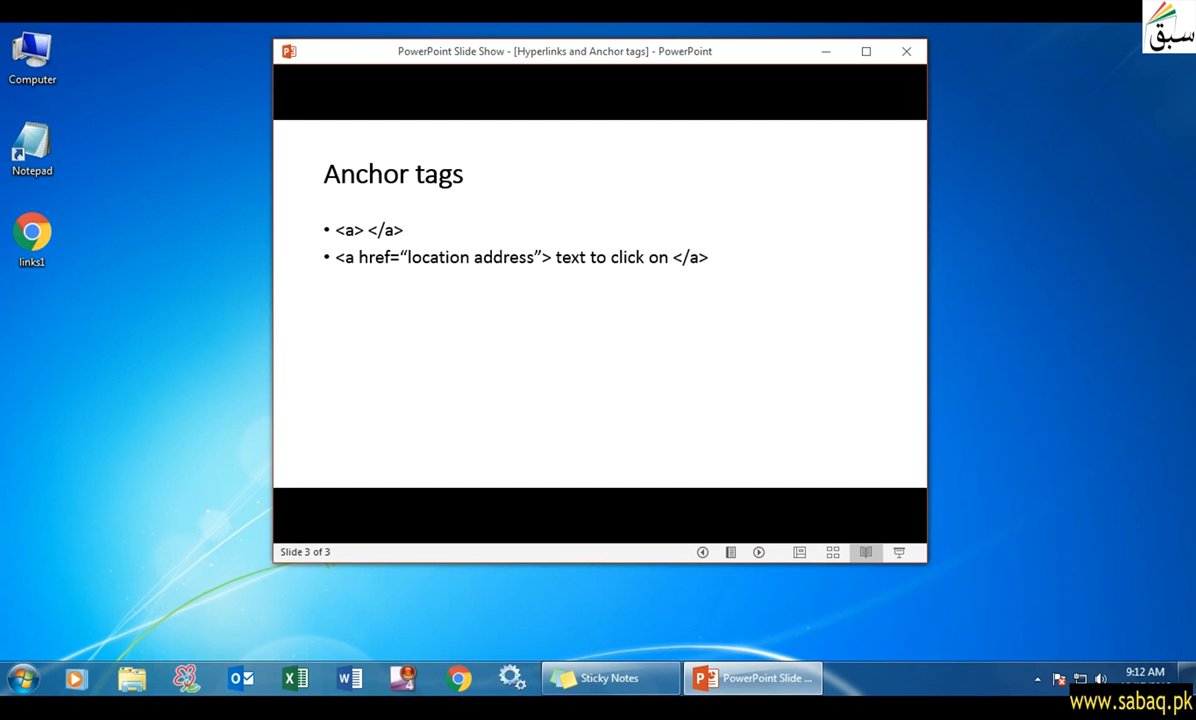 سبق
PowerPoint Slide Show - [Hyperlinks and Anchor tags] - PowerPoint
Computer
Notepad
links1
Anchor tags
• <a> </a>
• <a href=“location address”> text to click on </a>
Slide 3 of 3
Sticky Notes
PowerPoint Slide ...
9:12 AM
www.sabaq.pk